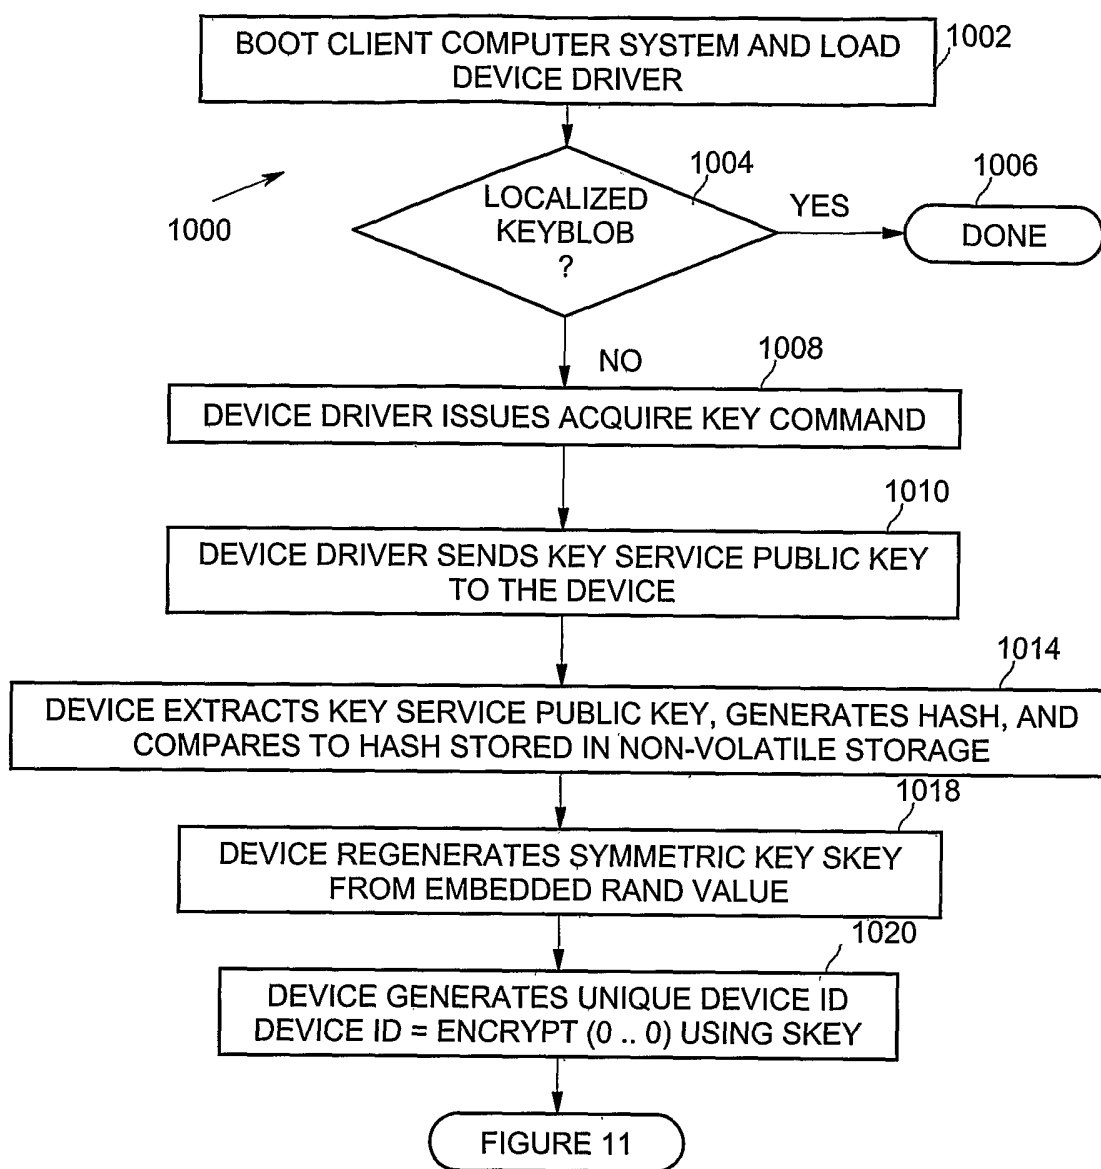 BOOT CLIENT COMPUTER SYSTEM AND LOAD
DEVICE DRIVER
1002
1000
LOCALIZED
KEYBLOB
?
1004
YES
1006
DONE
NO
1008
DEVICE DRIVER ISSUES ACQUIRE KEY COMMAND
1010
DEVICE DRIVER SENDS KEY SERVICE PUBLIC KEY
TO THE DEVICE
1014
DEVICE EXTRACTS KEY SERVICE PUBLIC KEY, GENERATES HASH, AND
COMPARES TO HASH STORED IN NON-VOLATILE STORAGE
1018
DEVICE REGENERATES SYMMETRIC KEY SKEY
FROM EMBEDDED RAND VALUE
1020
DEVICE GENERATES UNIQUE DEVICE ID
DEVICE ID = ENCRYPT (0 .. 0) USING SKEY
FIGURE 11